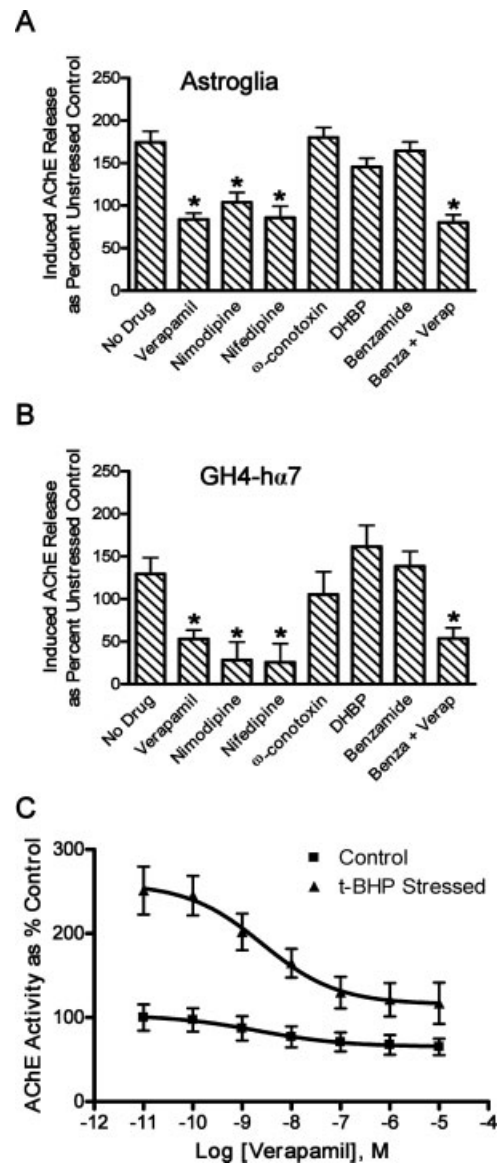 A
Astroglia
Induced AChE Release
as Percent Unstressed Control
250
200
150
100
50
0
No Drug
Verapamil
Nimodipine
Nifedipine
ω-conotoxin
DHBP
Benzamide
Benza + Verap
* * * *
B
GH4-hα7
Induced AChE Release
as Percent Unstressed Control
250
200
150
100
50
0
No Drug
Verapamil
Nimodipine
Nifedipine
ω-conotoxin
DHBP
Benzamide
Benza + Verap
* * * *
C
AChE Activity as % Control
300
200
100
0
Control
t-BHP Stressed
-12 -11 -10 -9 -8 -7 -6 -5 -4
Log [Verapamil], M